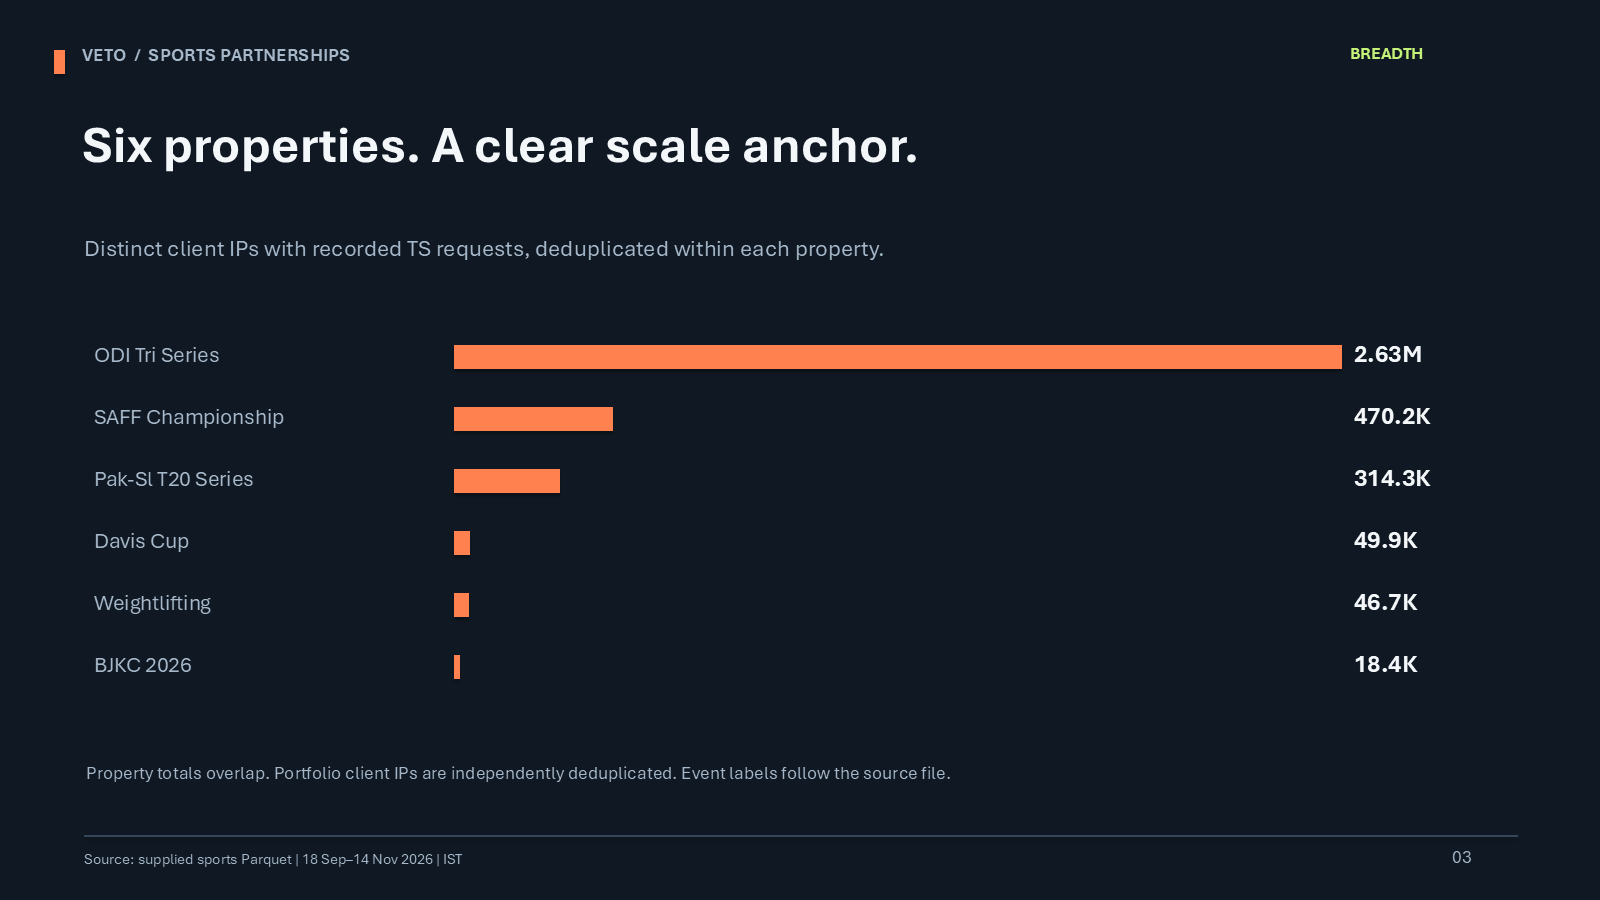 VETO / SPORTS PARTNERSHIPS
BREADTH
Six properties. A clear scale anchor.
Distinct client IPs with recorded TS requests, deduplicated within each property.
ODI Tri Series 2.63M
SAFF Championship 470.2K
Pak-Sl T20 Series 314.3K
Davis Cup 49.9K
Weightlifting 46.7K
BJKC 2026 18.4K
Property totals overlap. Portfolio client IPs are independently deduplicated. Event labels follow the source file.
Source: supplied sports Parquet | 18 Sep–14 Nov 2026 | IST
03